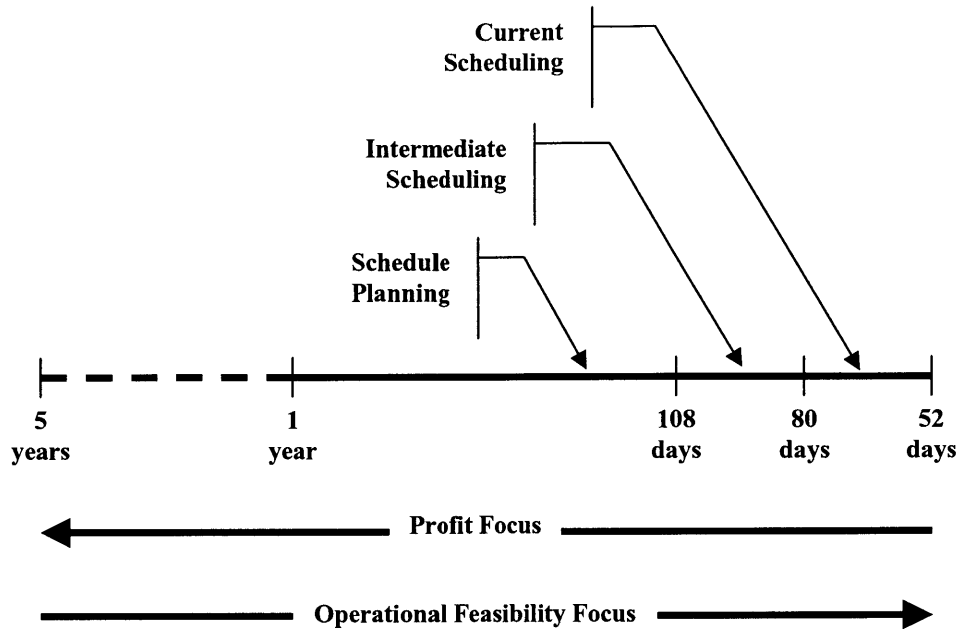 Current
Scheduling
Intermediate
Scheduling
Schedule
Planning
5
years
1
year
108
days
80
days
52
days
Profit Focus
Operational Feasibility Focus